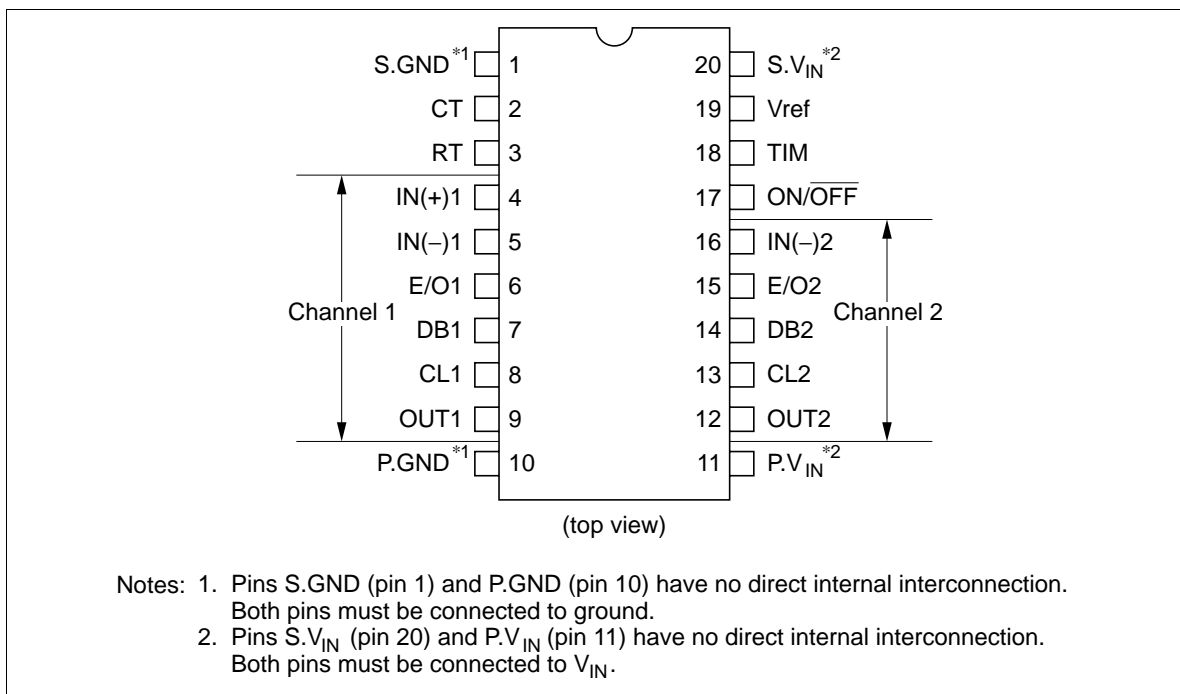 S.GND*1 1 20 S.VIN*2
CT 2 19 Vref
RT 3 18 TIM
IN(+)1 4 17 ON/OFF
IN(−)1 5 16 IN(−)2
E/O1 6 15 E/O2
Channel 1 Channel 2
DB1 7 14 DB2
CL1 8 13 CL2
OUT1 9 12 OUT2
P.GND*1 10 11 P.VIN*2
(top view)
Notes: 1. Pins S.GND (pin 1) and P.GND (pin 10) have no direct internal interconnection.
Both pins must be connected to ground.
2. Pins S.VIN (pin 20) and P.VIN (pin 11) have no direct internal interconnection.
Both pins must be connected to VIN.